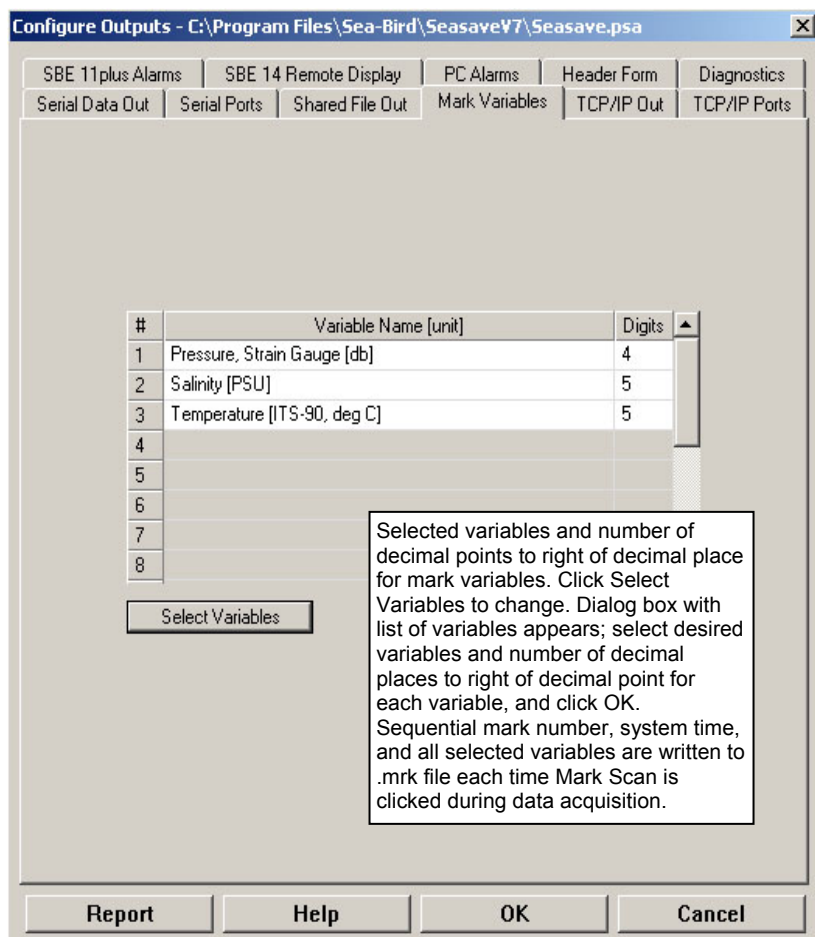 Configure Outputs - C:\Program Files\Sea-Bird\SeasaveV7\Seasave.psa
SBE 11plus Alarms SBE 14 Remote Display PC Alarms Header Form Diagnostics
Serial Data Out Serial Ports Shared File Out Mark Variables TCP/IP Out TCP/IP Ports
# Variable Name [unit] Digits
1 Pressure, Strain Gauge [db] 4
2 Salinity [PSU] 5
3 Temperature [ITS-90, deg C] 5
4
5
6
7
8
Select Variables
Selected variables and number of
decimal points to right of decimal place
for mark variables. Click Select
Variables to change. Dialog box with
list of variables appears; select desired
variables and number of decimal
places to right of decimal point for
each variable, and click OK.
Sequential mark number, system time,
and all selected variables are written to
.mrk file each time Mark Scan is
clicked during data acquisition.
Report Help OK Cancel